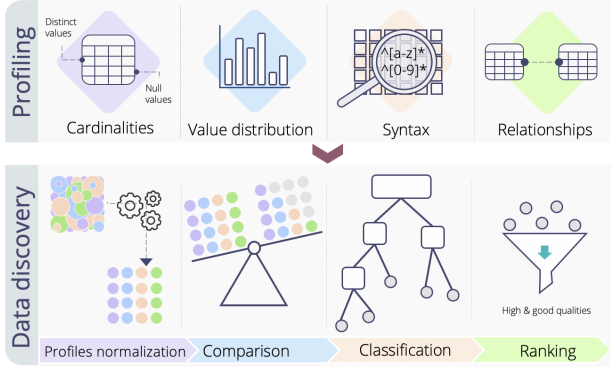 Profiling
Distinct
values
Null
values
^[a-z]*
^[0-9]*
Cardinalities
Value distribution
Syntax
Relationships
Data discovery
High & good qualities
Profiles normalization
Comparison
Classification
Ranking